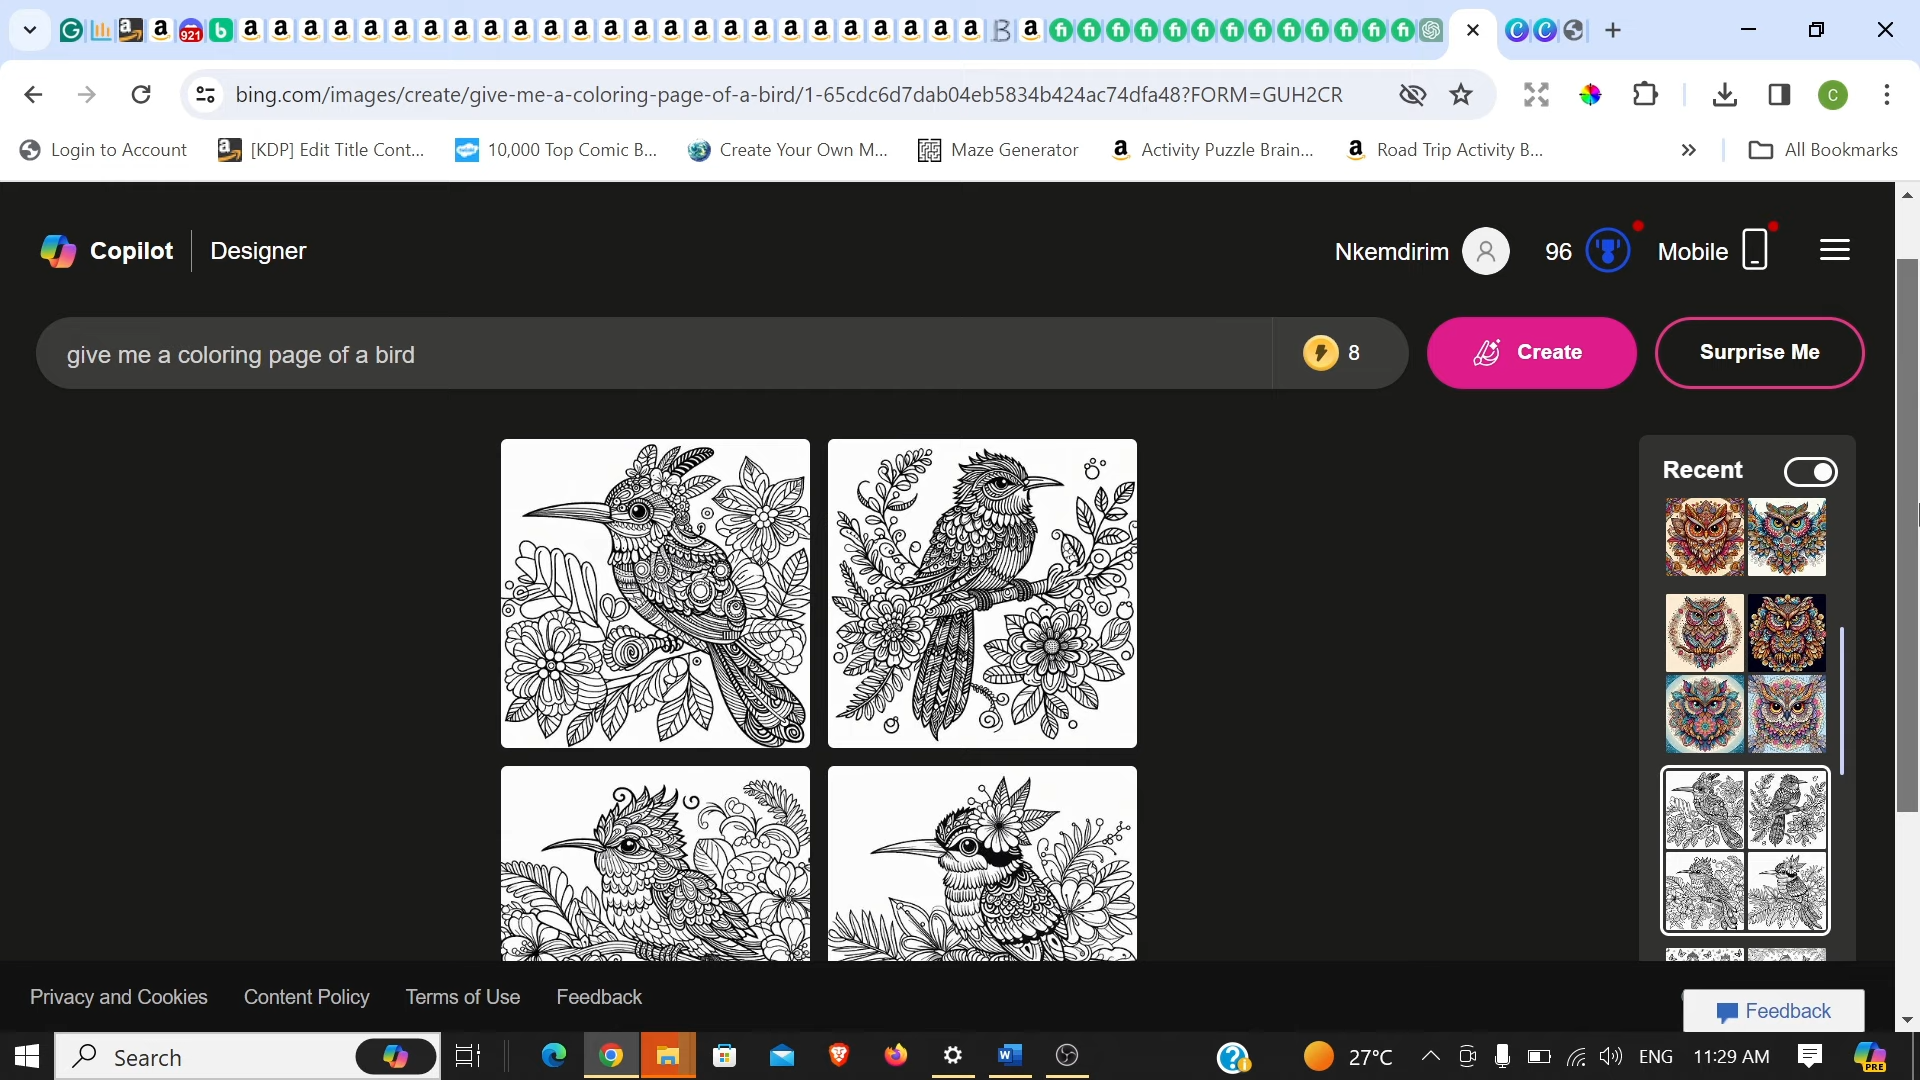 921
bing.com/images/create/give-me-a-coloring-page-of-a-bird/1-65cdc6d7dab04eb5834b424ac74dfa48?FORM=GUH2CR
C
Login to Account
[KDP] Edit Title Cont...
10,000 Top Comic B...
Create Your Own M...
Maze Generator
Activity Puzzle Brain...
Road Trip Activity B...
»
All Bookmarks
Copilot
Designer
Nkemdirim
96
Mobile
give me a coloring page of a bird
8
Create
Surprise Me
Recent
Privacy and Cookies
Content Policy
Terms of Use
Feedback
Feedback
Search
27°C
ENG
11:29 AM
PRE